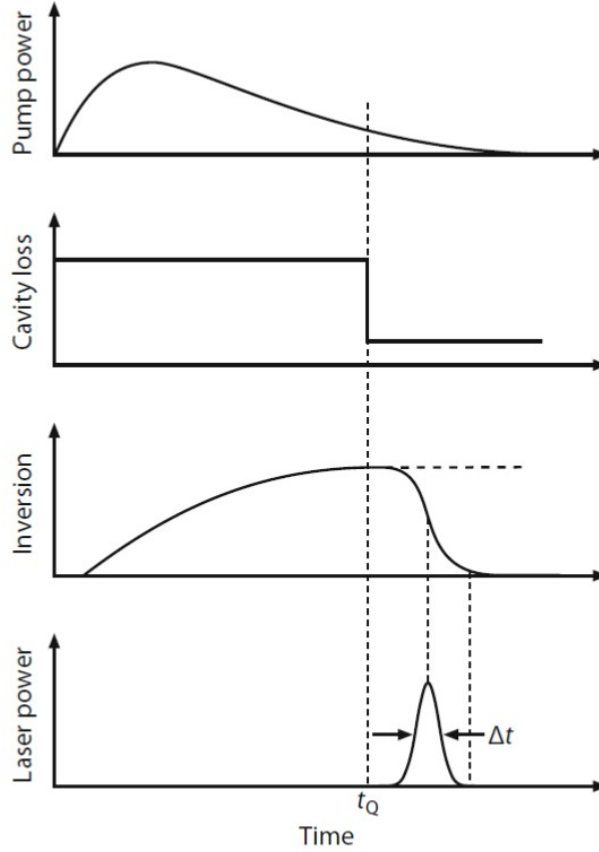 Pump power
Cavity loss
Inversion
Laser power
Δt
tQ
Time